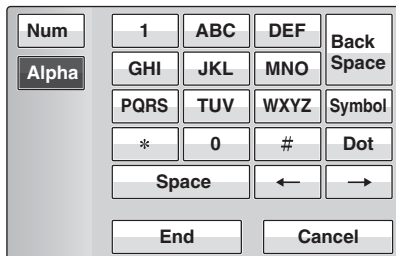 Num 1 ABC DEF Back Space
Alpha GHI JKL MNO
PQRS TUV WXYZ Symbol
* 0 # Dot
Space ← →
End Cancel